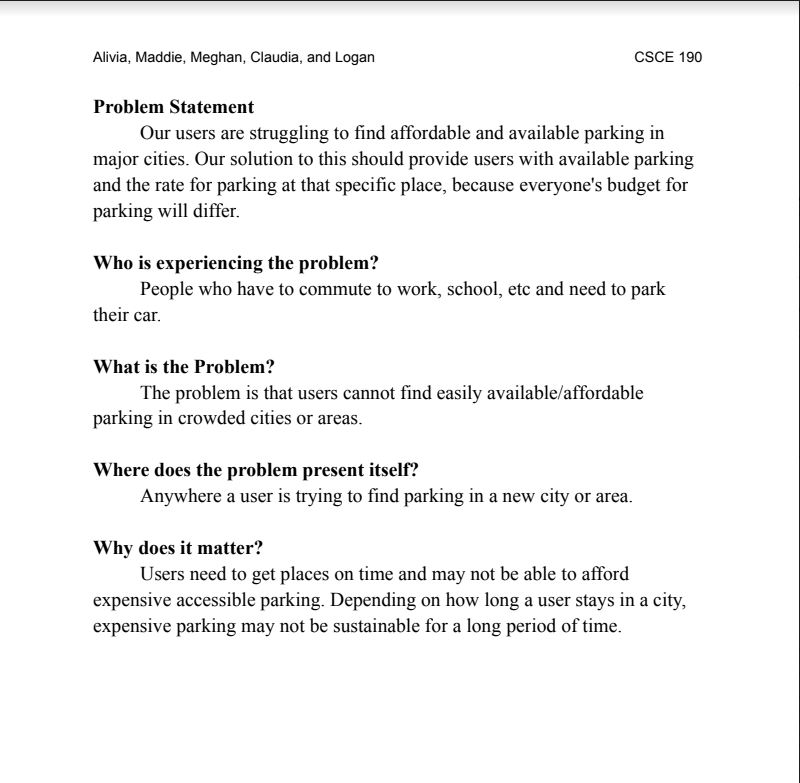 Alivia, Maddie, Meghan, Claudia, and Logan CSCE 190
Problem Statement
Our users are struggling to find affordable and available parking in
major cities. Our solution to this should provide users with available parking
and the rate for parking at that specific place, because everyone's budget for
parking will differ.
Who is experiencing the problem?
People who have to commute to work, school, etc and need to park
their car.
What is the Problem?
The problem is that users cannot find easily available/affordable
parking in crowded cities or areas.
Where does the problem present itself?
Anywhere a user is trying to find parking in a new city or area.
Why does it matter?
Users need to get places on time and may not be able to afford
expensive accessible parking. Depending on how long a user stays in a city,
expensive parking may not be sustainable for a long period of time.